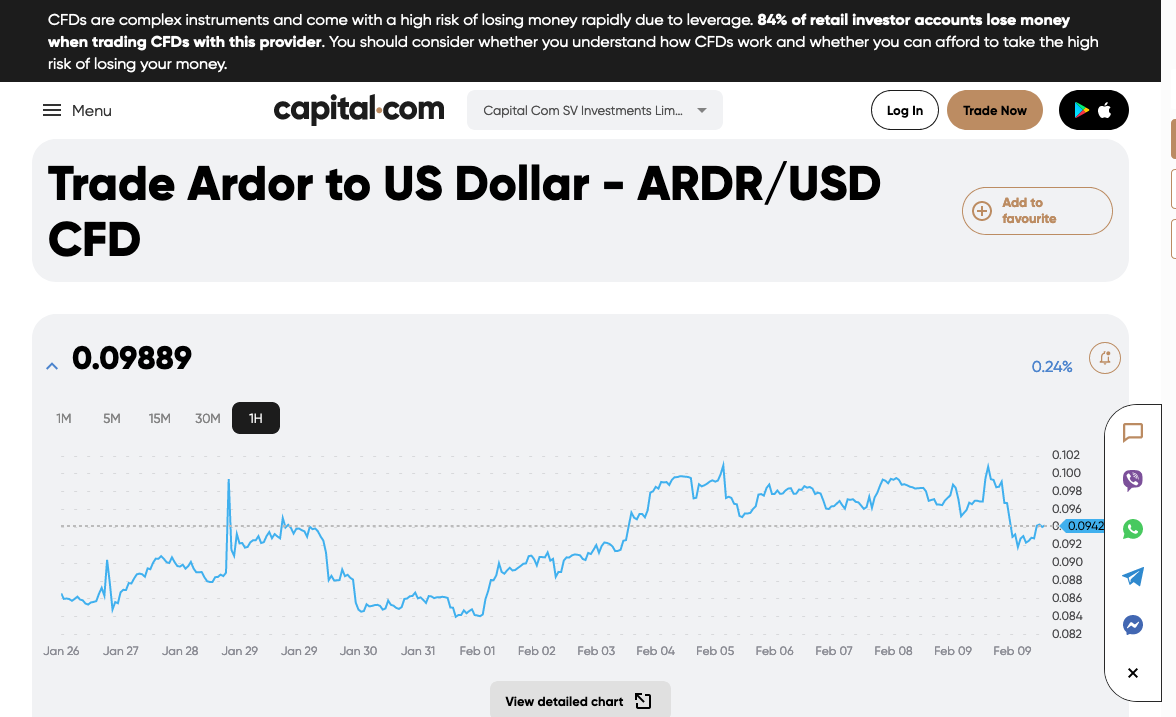 CFDs are complex instruments and come with a high risk of losing money rapidly due to leverage. 84% of retail investor accounts lose money
when trading CFDs with this provider. You should consider whether you understand how CFDs work and whether you can afford to take the high
risk of losing your money.
Menu
capital.com
Capital Com SV Investments Lim...
Log In
Trade Now
Trade Ardor to US Dollar - ARDR/USD
CFD
Add to
favourite
0.09889
0.24%
1M 5M 15M 30M 1H
0.102
0.100
0.098
0.096
0. 0.0942
0.092
0.090
0.088
0.086
0.084
0.082
Jan 26 Jan 27 Jan 28 Jan 29 Jan 29 Jan 30 Jan 31 Feb 01 Feb 02 Feb 03 Feb 04 Feb 05 Feb 06 Feb 07 Feb 08 Feb 09 Feb 09
View detailed chart